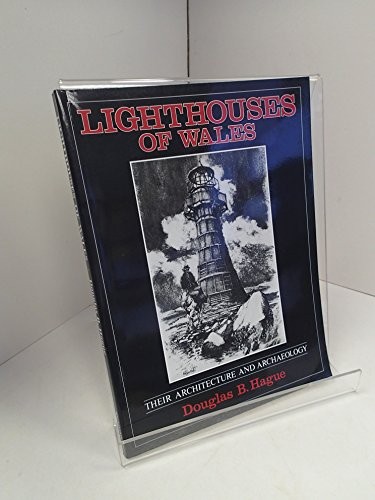 LIGHTHOUSES
OF WALES
THEIR ARCHITECTURE AND ARCHAEOLOGY
Douglas B. Hague